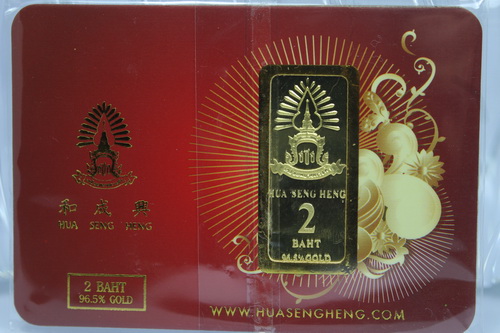 和成興
HUA SENG HENG
2 BAHT
96.5% GOLD
HUA SENG HENG
2
BAHT
96.5% GOLD
WWW.HUASENGHENG.COM